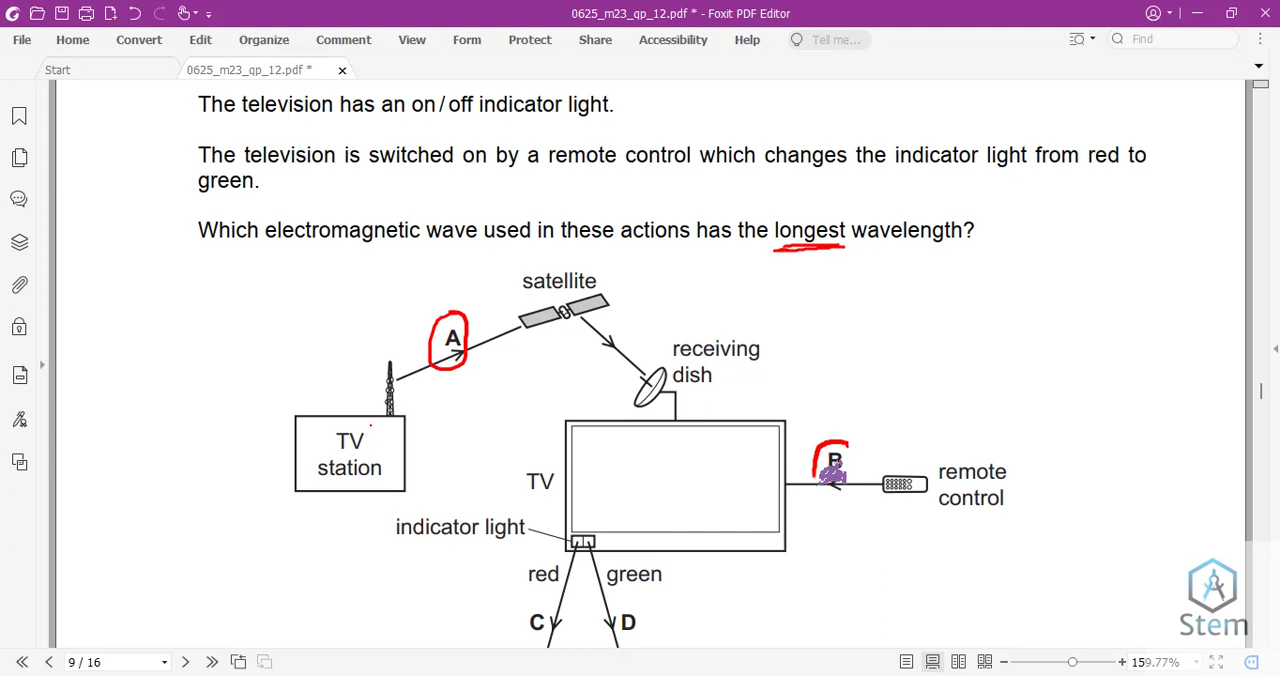 0625_m23_qp_12.pdf * - Foxit PDF Editor
File Home Convert Edit Organize Comment View Form Protect Share Accessibility Help Tell me... Find
Start 0625_m23_qp_12.pdf *
The television has an on / off indicator light.
The television is switched on by a remote control which changes the indicator light from red to
green.
Which electromagnetic wave used in these actions has the longest wavelength?
satellite
A
receiving
dish
TV
station
TV
B
remote
control
indicator light
red green
C D
Stem
9 / 16 159.77%